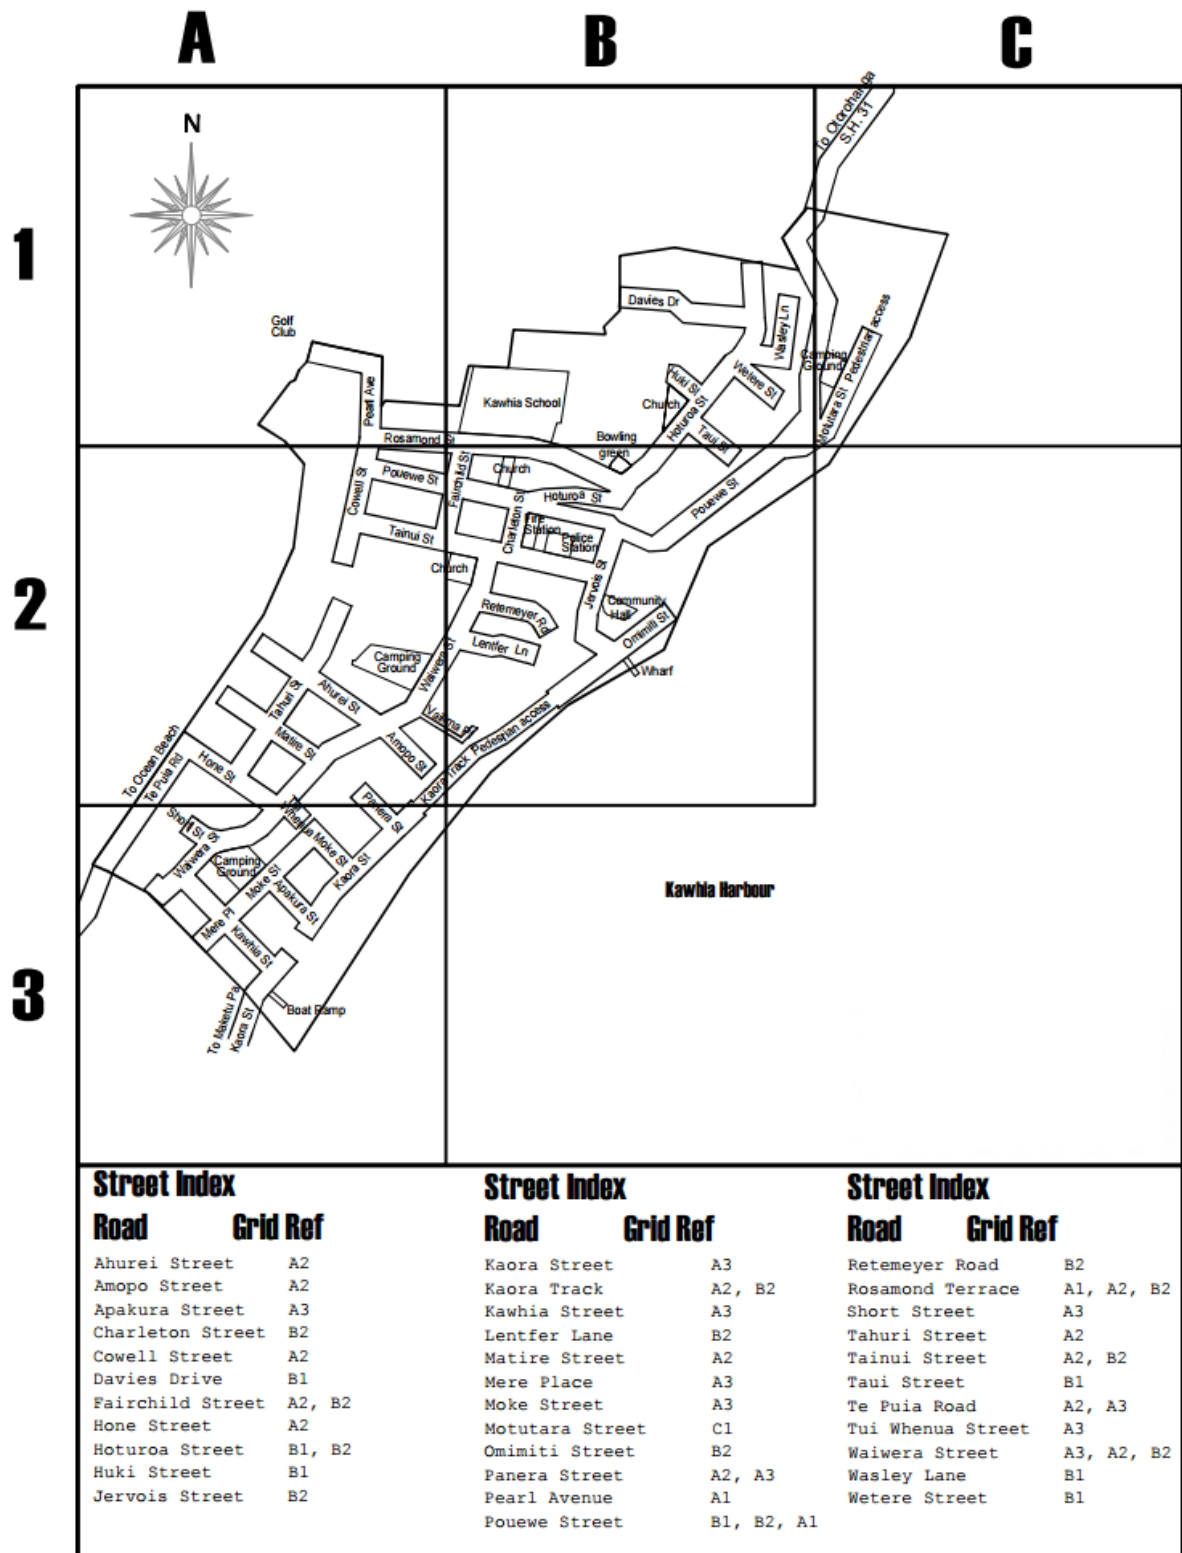 A
B
C
1
2
3
N
To Otorohanga
S.H. 31
Golf
Club
Davies Dr
Wasley Ln
Pedestrian access
Camping
Ground
Motutara St
Wetere St
Huki St
Church
Hoturoa St
Taui St
Pearl Ave
Kawhia School
Bowling
green
Rosamond St
Pouewe St
Cowell St
Fairchild St
Church
Hoturoa St
Pouewe St
Charleton St
Fire
Station
Police
Station
Tainui St
Church
Jervois St
Community
Hall
Omimiti St
Retemeyer Rd
Lentfer Ln
Wharf
Camping
Ground
Waiwera St
Ahurei St
Tahuri St
Matire St
Amopo St
Pedestrian access
Kaora Track
To Ocean Beach
Te Puia Rd
Hone St
Panera St
Tui
Whenua
Moke St
Short St
Waiwera St
Camping
Ground
Moke St
Kaora St
Apakura St
Mere Pl
Kawhia St
Boat Ramp
To Maketu Pa
Kaora St
Kawhia Harbour
Street Index
Road Grid Ref
Ahurei Street A2
Amopo Street A2
Apakura Street A3
Charleton Street B2
Cowell Street A2
Davies Drive B1
Fairchild Street A2, B2
Hone Street A2
Hoturoa Street B1, B2
Huki Street B1
Jervois Street B2
Street Index
Road Grid Ref
Kaora Street A3
Kaora Track A2, B2
Kawhia Street A3
Lentfer Lane B2
Matire Street A2
Mere Place A3
Moke Street A3
Motutara Street C1
Omimiti Street B2
Panera Street A2, A3
Pearl Avenue A1
Pouewe Street B1, B2, A1
Street Index
Road Grid Ref
Retemeyer Road B2
Rosamond Terrace A1, A2, B2
Short Street A3
Tahuri Street A2
Tainui Street A2, B2
Taui Street B1
Te Puia Road A2, A3
Tui Whenua Street A3
Waiwera Street A3, A2, B2
Wasley Lane B1
Wetere Street B1